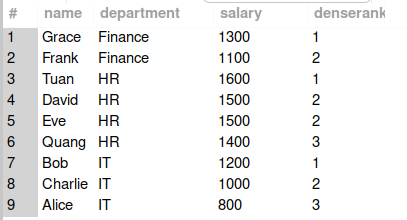 # name department salary denserank
1 Grace Finance 1300 1
2 Frank Finance 1100 2
3 Tuan HR 1600 1
4 David HR 1500 2
5 Eve HR 1500 2
6 Quang HR 1400 3
7 Bob IT 1200 1
8 Charlie IT 1000 2
9 Alice IT 800 3